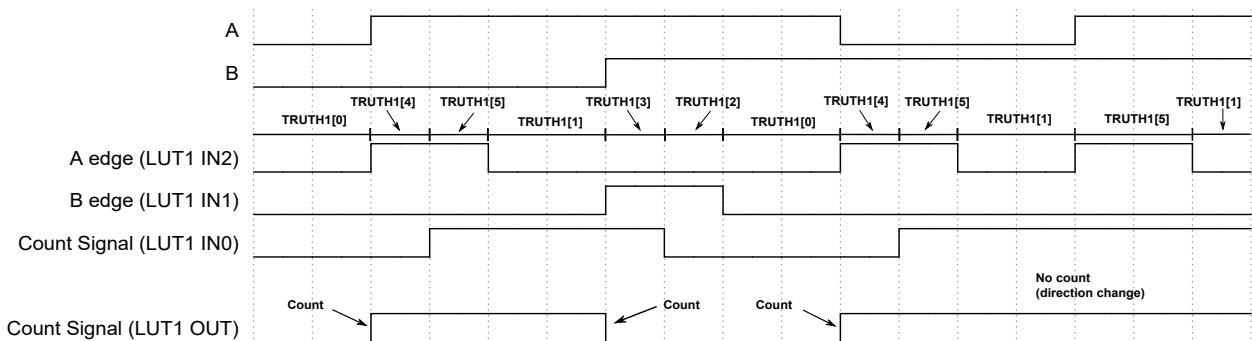 A
B
TRUTH1[4] TRUTH1[5] TRUTH1[3] TRUTH1[2] TRUTH1[4] TRUTH1[5] TRUTH1[1]
TRUTH1[0] TRUTH1[1] TRUTH1[0] TRUTH1[1] TRUTH1[5]
A edge (LUT1 IN2)
B edge (LUT1 IN1)
Count Signal (LUT1 IN0)
No count
(direction change)
Count Count Count
Count Signal (LUT1 OUT)